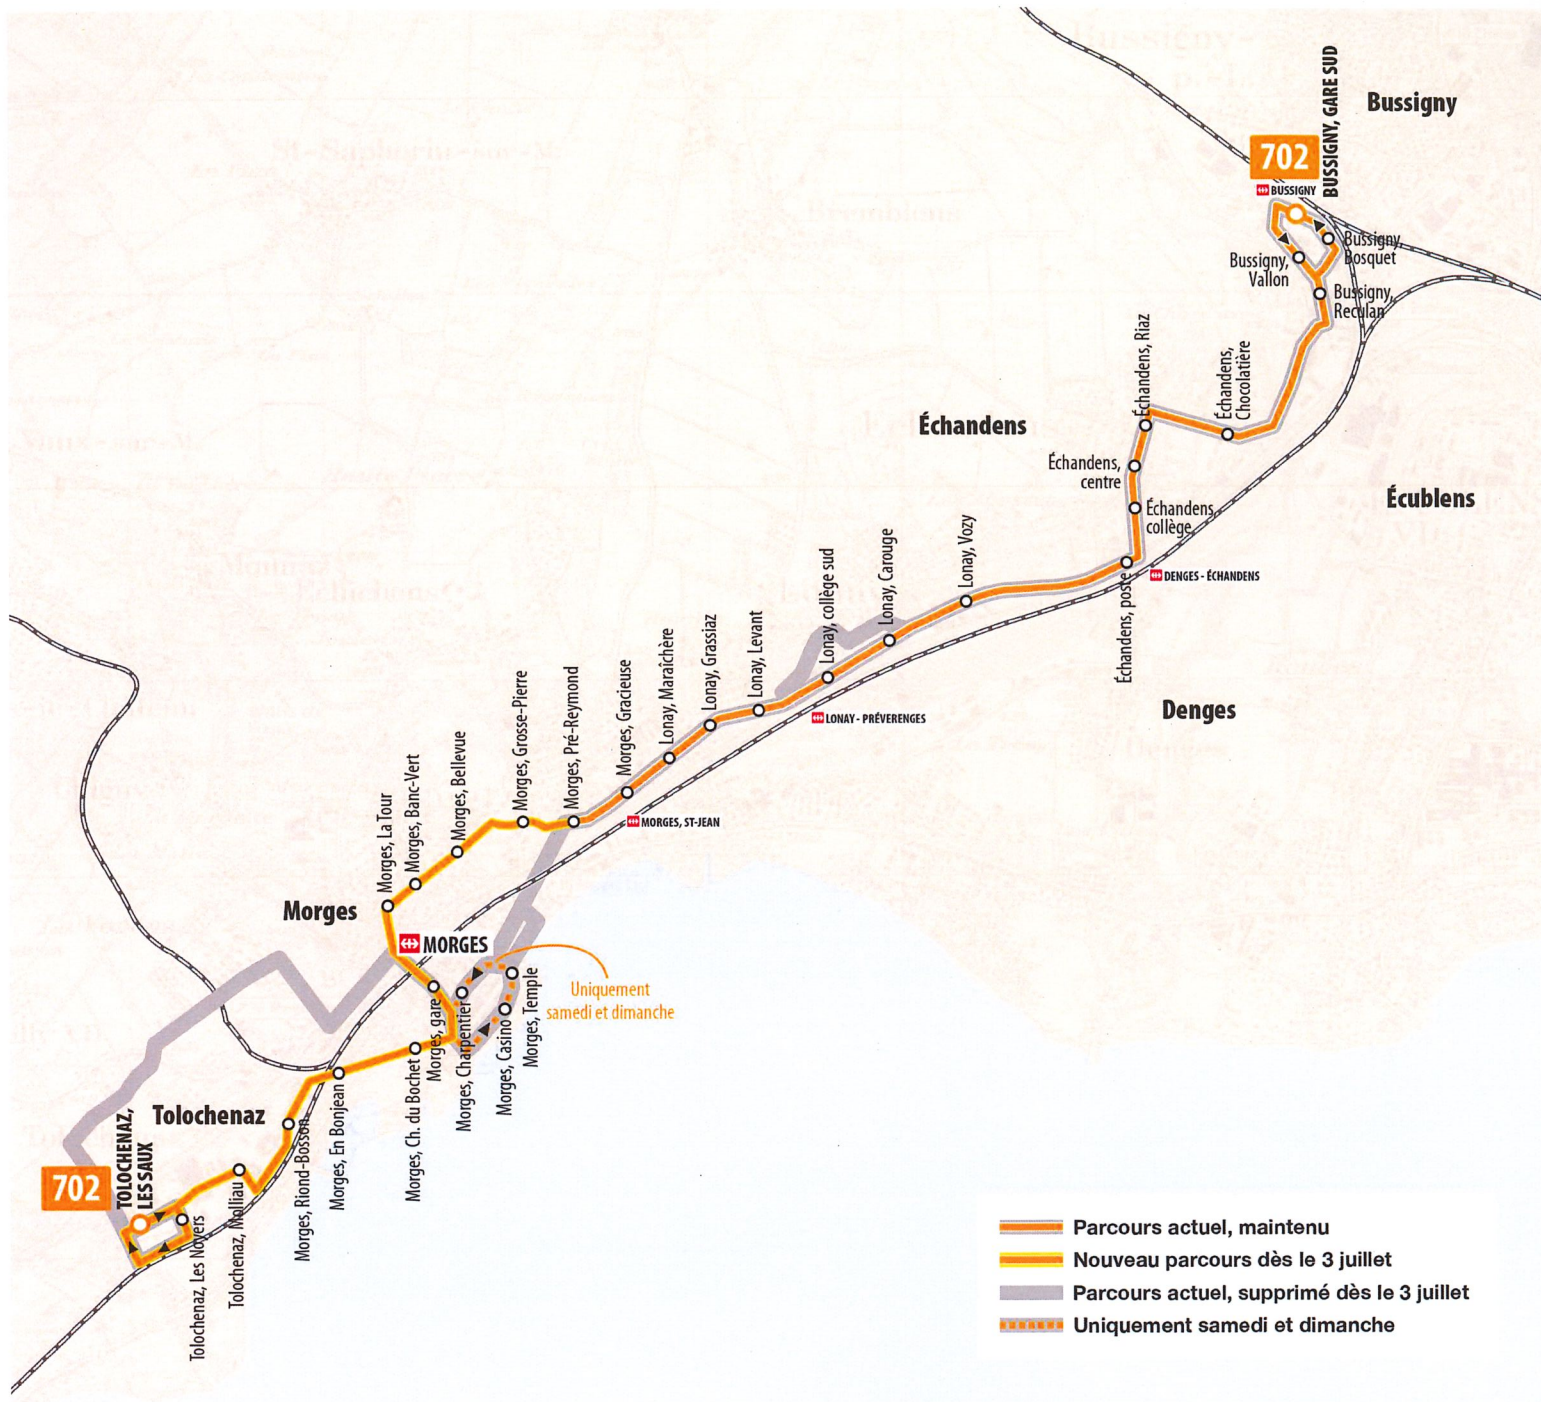 Bussigny
BUSSIGNY, GARE SUD
702
BUSSIGNY
Bussigny,
Bosquet
Bussigny,
Vallon
Bussigny,
Reculan
Échandens, Riaz
Échandens,
Chocolatière
Échandens
Échandens,
centre
Écublens
Échandens,
collège
DENGES - ÉCHANDENS
Échandens, poste
Lonay, Vozy
Lonay, Carouge
Lonay, collège sud
Lonay, Levant
Lonay, Grassiaz
Lonay, Maraîchère
Denges
LONAY - PRÉVERENGES
Morges, Gracieuse
Morges, Pré-Reymond
Morges, Grosse-Pierre
Morges, Bellevue
Morges, Banc-Vert
Morges, La Tour
MORGES, ST-JEAN
Morges
MORGES
Uniquement
samedi et dimanche
Morges, Temple
Morges, Casino
Morges, Charpentier
Morges, gare
Morges, Ch. du Bochet
Morges, En Bonjean
Morges, Riond-Bosson
Tolochenaz
TOLOCHENAZ,
LES SAUX
702
Tolochenaz, Molliau
Tolochenaz, Les Noyers
Parcours actuel, maintenu
Nouveau parcours dès le 3 juillet
Parcours actuel, supprimé dès le 3 juillet
Uniquement samedi et dimanche